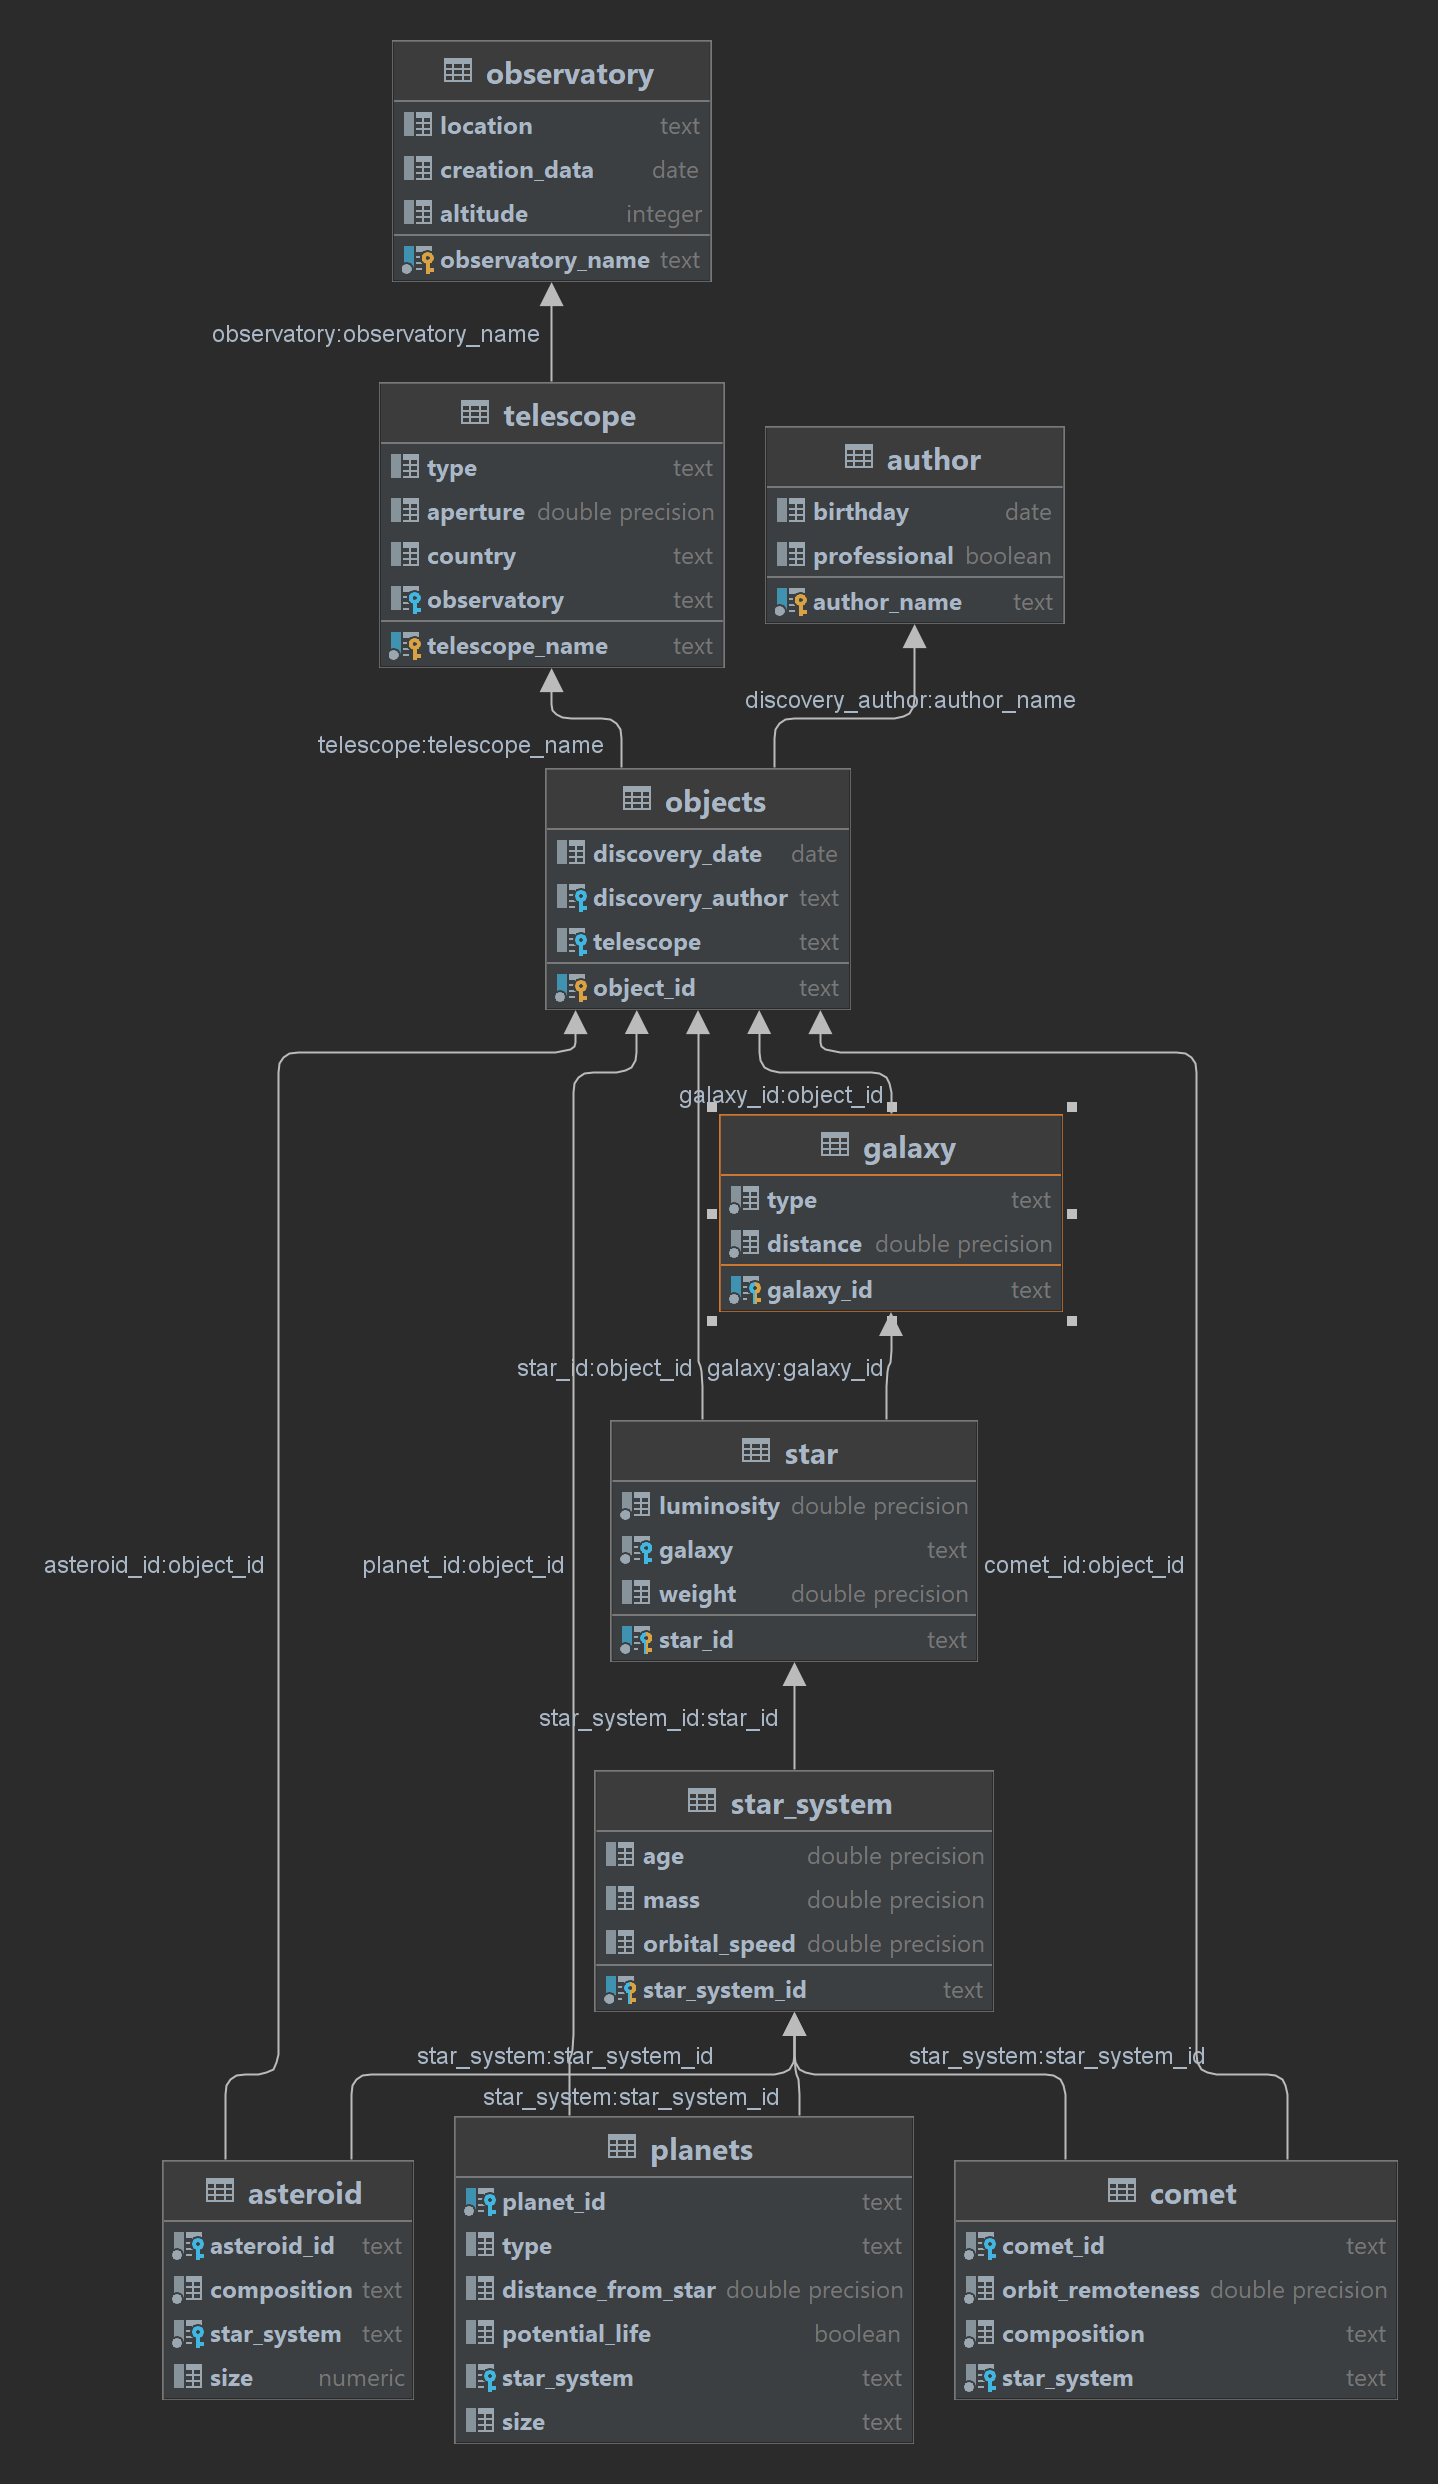 observatory
location text
creation_data date
altitude integer
observatory_name text
observatory:observatory_name
telescope
type text
aperture double precision
country text
observatory text
telescope_name text
author
birthday date
professional boolean
author_name text
discovery_author:author_name
telescope:telescope_name
objects
discovery_date date
discovery_author text
telescope text
object_id text
galaxy_id:object_id
galaxy
type text
distance double precision
galaxy_id text
star_id:object_id
galaxy:galaxy_id
star
luminosity double precision
galaxy text
weight double precision
star_id text
asteroid_id:object_id
planet_id:object_id
comet_id:object_id
star_system_id:star_id
star_system
age double precision
mass double precision
orbital_speed double precision
star_system_id text
star_system:star_system_id
star_system:star_system_id
star_system:star_system_id
asteroid
asteroid_id text
composition text
star_system text
size numeric
planets
planet_id text
type text
distance_from_star double precision
potential_life boolean
star_system text
size text
comet
comet_id text
orbit_remoteness double precision
composition text
star_system text